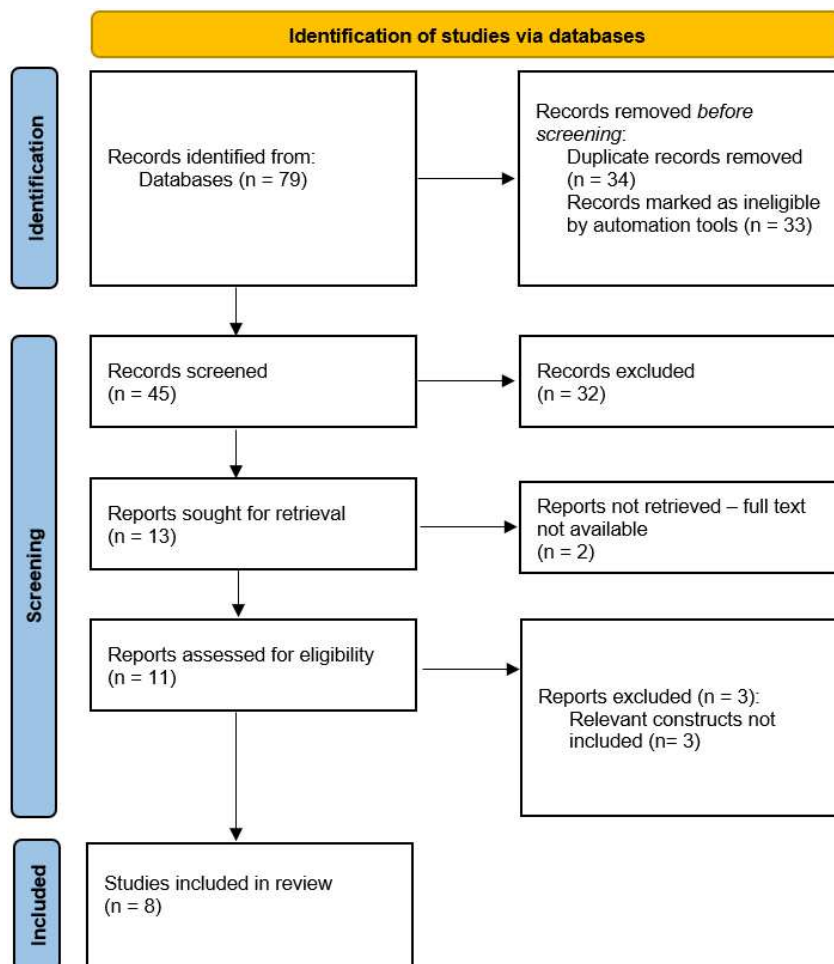 Identification of studies via databases
Identification
Records identified from:
Databases (n = 79)
Records removed before
screening:
Duplicate records removed
(n = 34)
Records marked as ineligible
by automation tools (n = 33)
Screening
Records screened
(n = 45)
Records excluded
(n = 32)
Reports sought for retrieval
(n = 13)
Reports not retrieved – full text
not available
(n = 2)
Reports assessed for eligibility
(n = 11)
Reports excluded (n = 3):
Relevant constructs not
included (n= 3)
Included
Studies included in review
(n = 8)